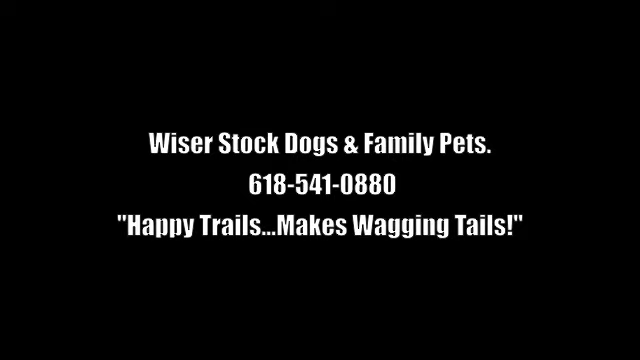 Wiser Stock Dogs & Family Pets.
618-541-0880
"Happy Trails...Makes Wagging Tails!"